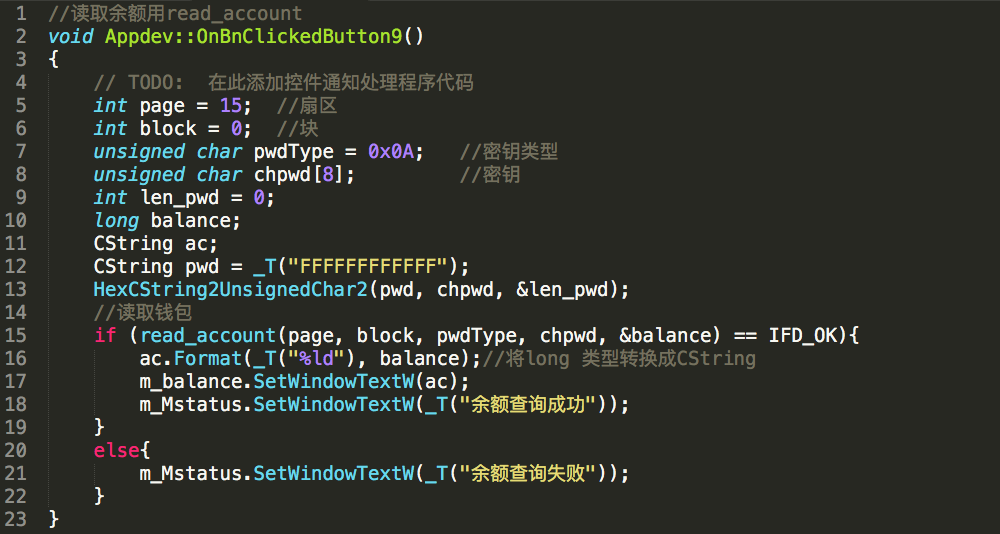 1 //读取余额用read_account
2 void Appdev::OnBnClickedButton9()
3 {
4     // TODO:  在此添加控件通知处理程序代码
5     int page = 15;  //扇区
6     int block = 0;  //块
7     unsigned char pwdType = 0x0A;   //密钥类型
8     unsigned char chpwd[8];         //密钥
9     int len_pwd = 0;
10     long balance;
11     CString ac;
12     CString pwd = _T("FFFFFFFFFFFF");
13     HexCString2UnsignedChar2(pwd, chpwd, &len_pwd);
14     //读取钱包
15     if (read_account(page, block, pwdType, chpwd, &balance) == IFD_OK){
16         ac.Format(_T("%ld"), balance);//将long 类型转换成CString
17         m_balance.SetWindowTextW(ac);
18         m_Mstatus.SetWindowTextW(_T("余额查询成功"));
19     }
20     else{
21         m_Mstatus.SetWindowTextW(_T("余额查询失败"));
22     }
23 }